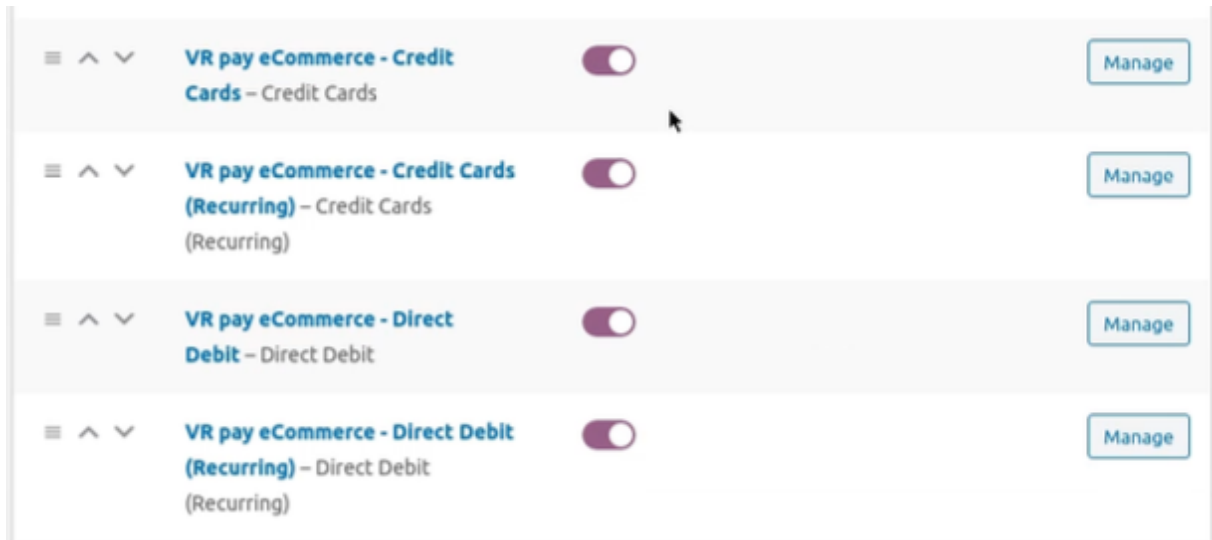 VR pay eCommerce - Credit
Cards – Credit Cards
Manage
VR pay eCommerce - Credit Cards
(Recurring) – Credit Cards
(Recurring)
Manage
VR pay eCommerce - Direct
Debit – Direct Debit
Manage
VR pay eCommerce - Direct Debit
(Recurring) – Direct Debit
(Recurring)
Manage